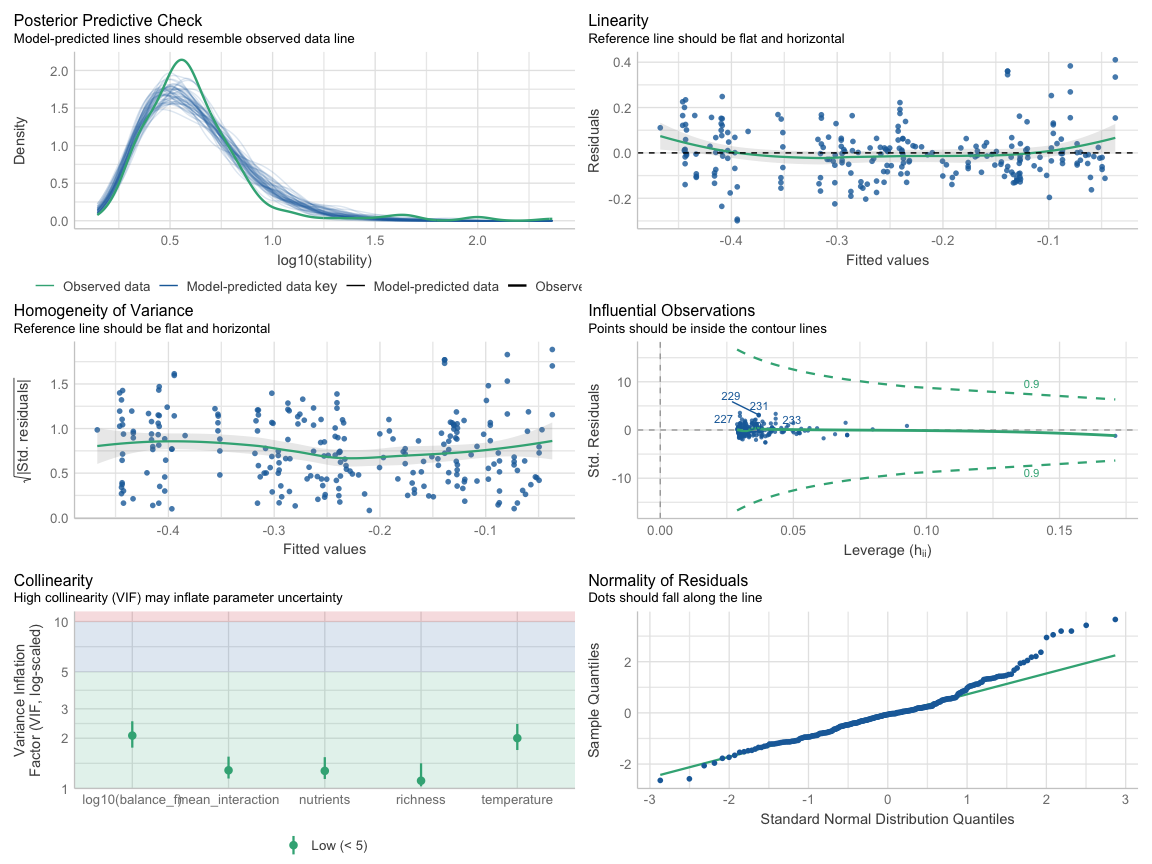 Posterior Predictive Check
Model-predicted lines should resemble observed data line
2.0
1.5
1.0
0.5
0.0
Density
0.5
1.0
1.5
2.0
log10(stability)
Observed data
Model-predicted data key
Model-predicted data
Observe
Linearity
Reference line should be flat and horizontal
0.4
0.2
0.0
-0.2
Residuals
-0.4
-0.3
-0.2
-0.1
Fitted values
Homogeneity of Variance
Reference line should be flat and horizontal
1.5
1.0
0.5
0.0
√|Std. residuals|
-0.4
-0.3
-0.2
-0.1
Fitted values
Influential Observations
Points should be inside the contour lines
10
0
-10
Std. Residuals
0.9
229
231
227
233
0.9
0.00
0.05
0.10
0.15
Leverage (hii)
Collinearity
High collinearity (VIF) may inflate parameter uncertainty
10
5
3
2
1
Variance Inflation
Factor (VIF, log-scaled)
mean_interaction
nutrients
richness
temperature
Low (< 5)
Normality of Residuals
Dots should fall along the line
2
0
-2
Sample Quantiles
-3
-2
-1
0
1
2
3
Standard Normal Distribution Quantiles